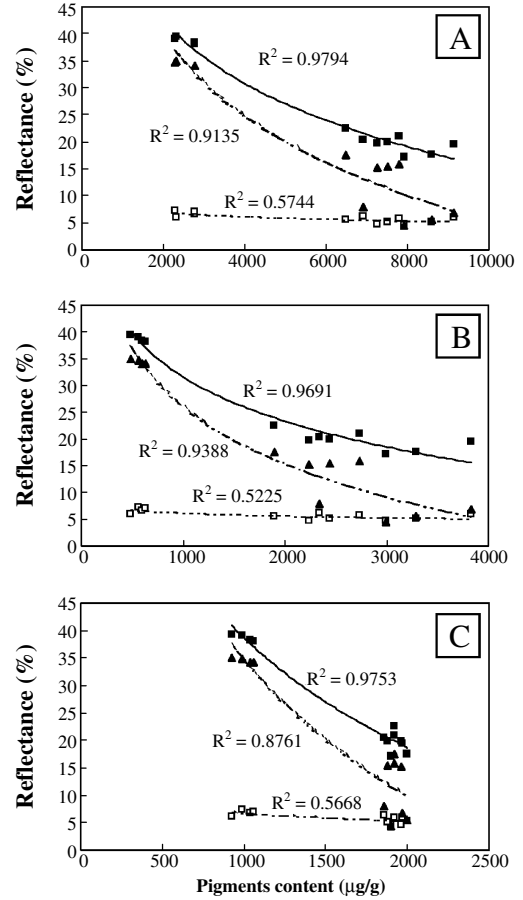 45
A
40
R² = 0.9794
35
30
25
R² = 0.9135
20
15
R² = 0.5744
10
5
0
Reflectance (%)
0 2000 4000 6000 8000 10000
45
B
40
35
R² = 0.9691
30
25
20
R² = 0.9388
15
R² = 0.5225
10
5
0
Reflectance (%)
0 1000 2000 3000 4000
45
C
40
35
R² = 0.9753
30
25
20
R² = 0.8761
15
10
R² = 0.5668
5
0
Reflectance (%)
0 500 1000 1500 2000 2500
Pigments content (µg/g)